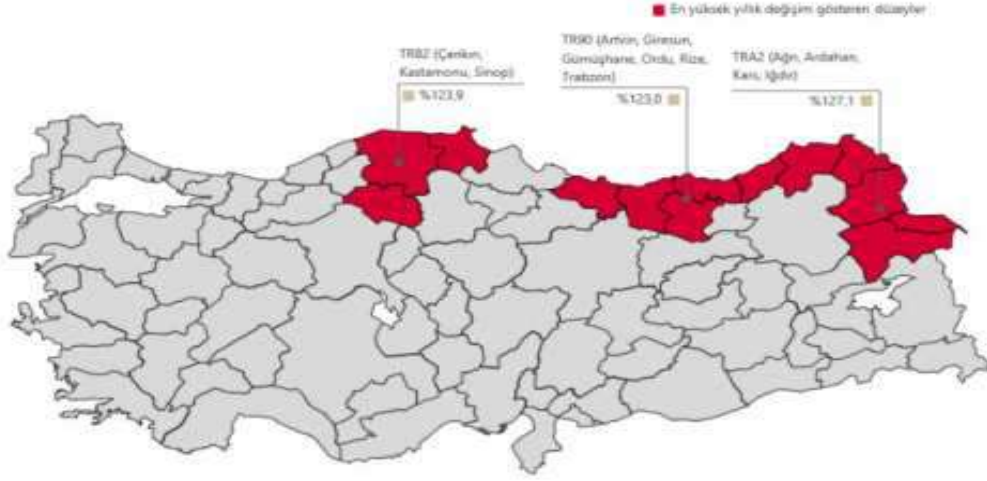 En yüksek yıllık değişim gösteren düzeyler
TR82 (Çankırı,
Kastamonu, Sinop)
%123,9
TR90 (Artvin, Giresun,
Gümüşhane, Ordu, Rize,
Trabzon)
%123,0
TRA2 (Ağrı, Ardahan,
Kars, Iğdır)
%127,1